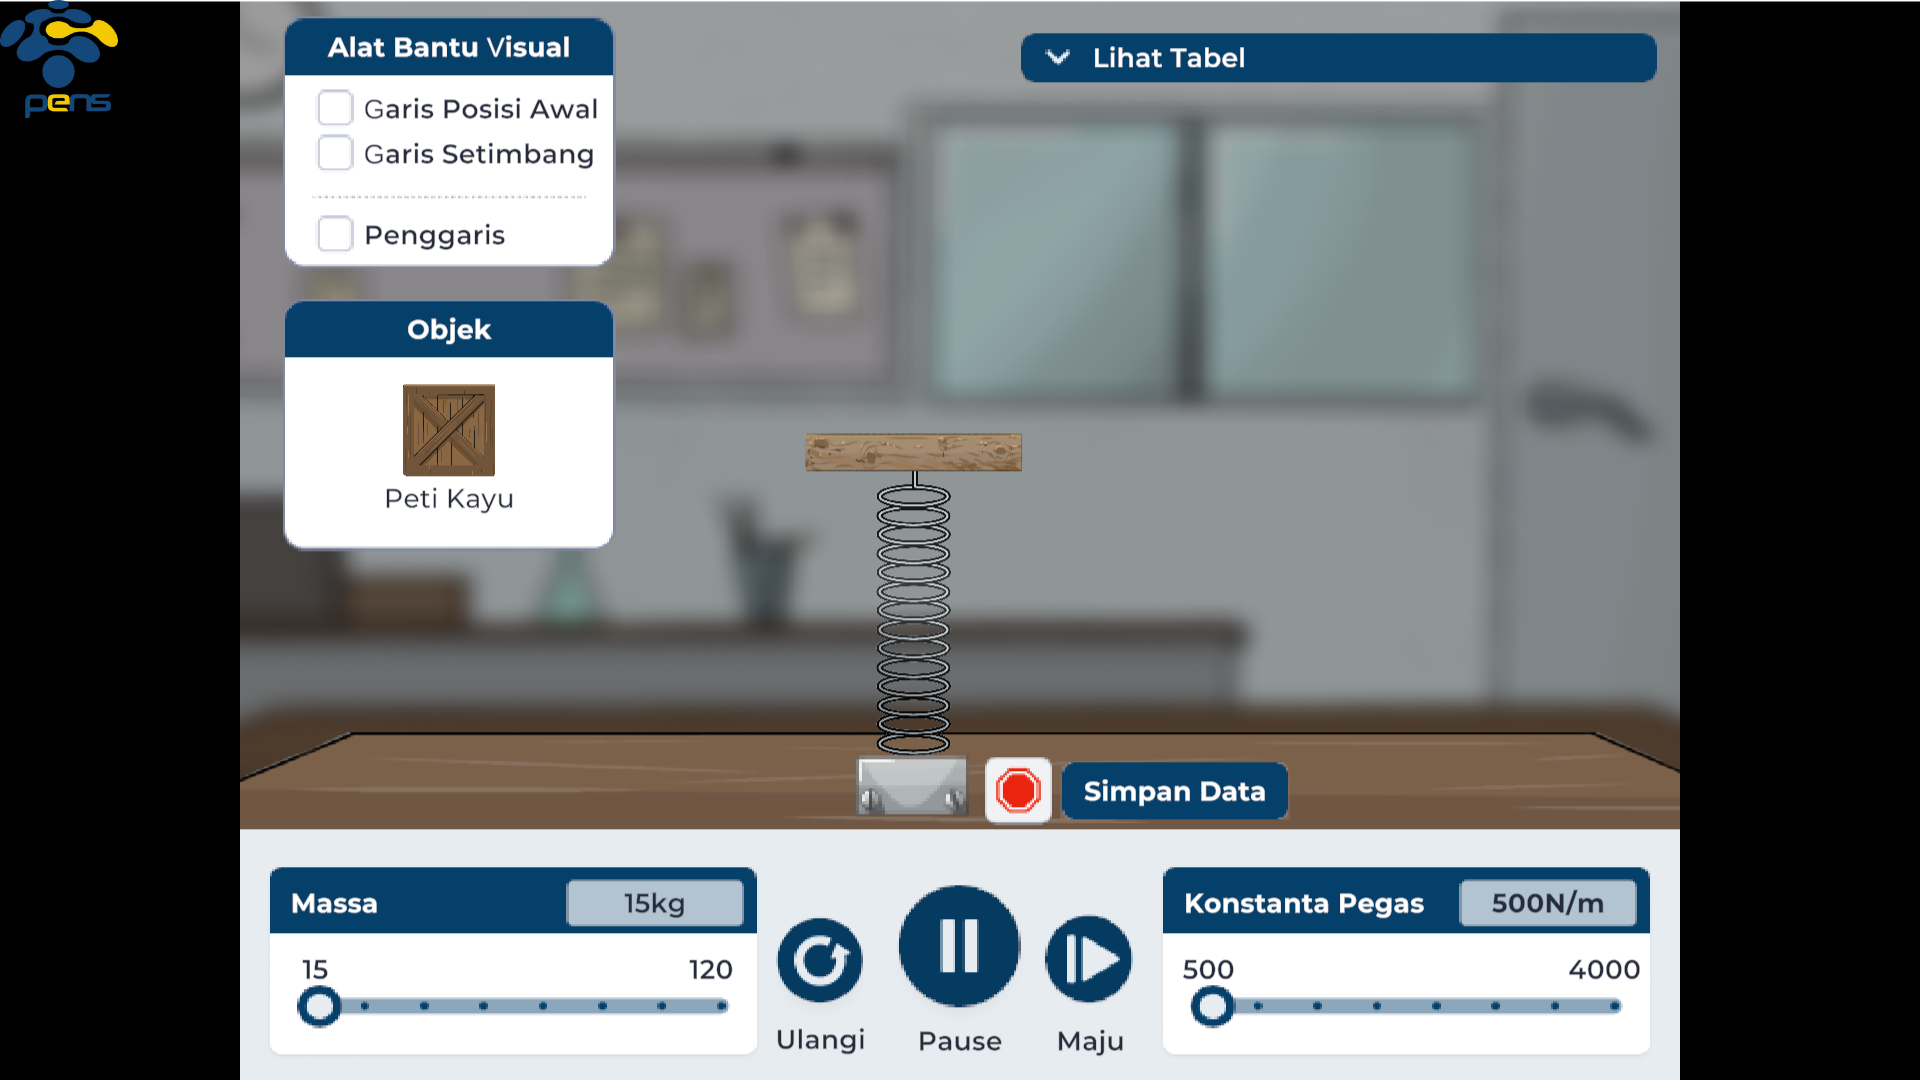 pens
Alat Bantu Visual
Garis Posisi Awal
Garis Setimbang
Penggaris
Lihat Tabel
Objek
Peti Kayu
Simpan Data
Massa
15kg
15
120
Ulangi
Pause
Maju
Konstanta Pegas
500N/m
500
4000